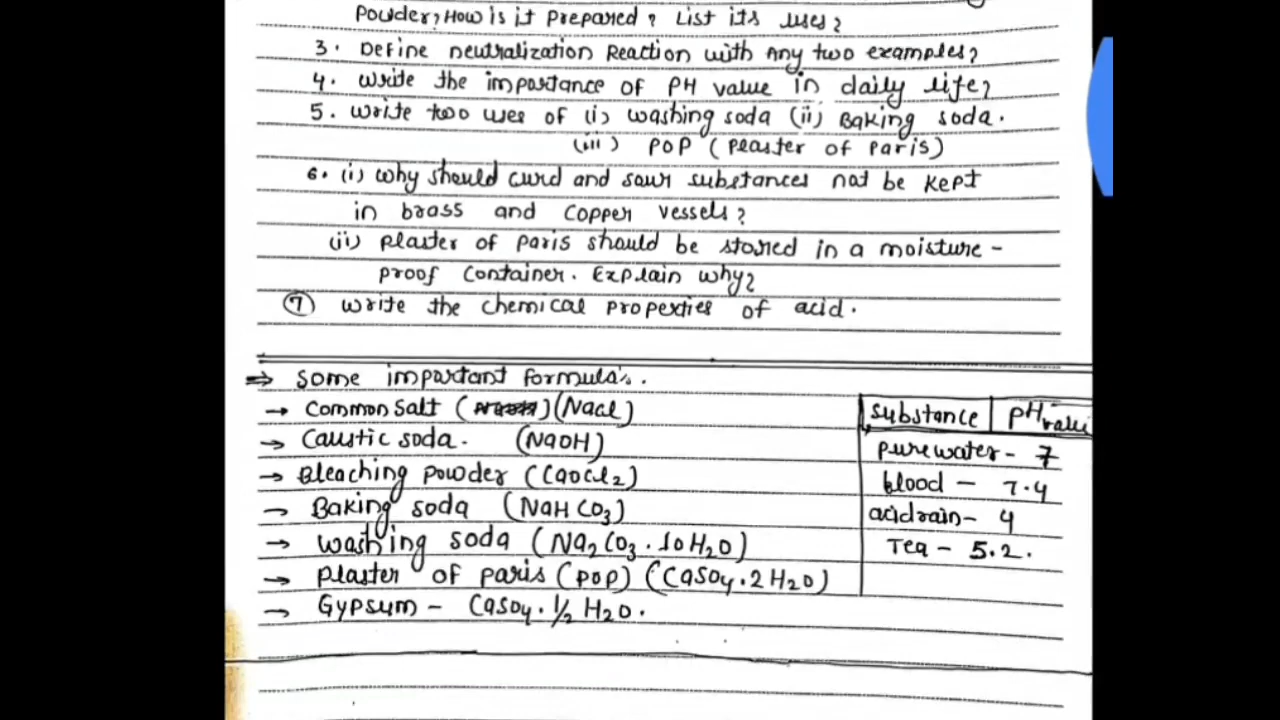 Powder? How is it Prepared? List its uses?
3. Define neutralization Reaction with Any two examples?
4. Write the importance of PH value in daily life?
5. Write two uses of (i) washing soda (ii) Baking soda.
(iii) POP (Plaster of Paris)
6. (i) Why should curd and sour substances not be kept
in brass and copper vessels?
(ii) Plaster of Paris should be stored in a moisture-
proof container. Explain why?
7 Write the chemical properties of acid.
⇒ Some important formula's.
→ Common Salt (NaCl)
→ Caustic soda. (NaOH)
→ Bleaching powder (CaOCl2)
→ Baking soda (NaHCO3)
→ Washing soda (Na2CO3.10H2O)
→ Plaster of paris (POP) (CaSO4.2H2O)
→ Gypsum - CaSO4.1/2 H2O.
substance | pH value
pure water - 7
blood - 7.4
acid rain - 4
Tea - 5.2.